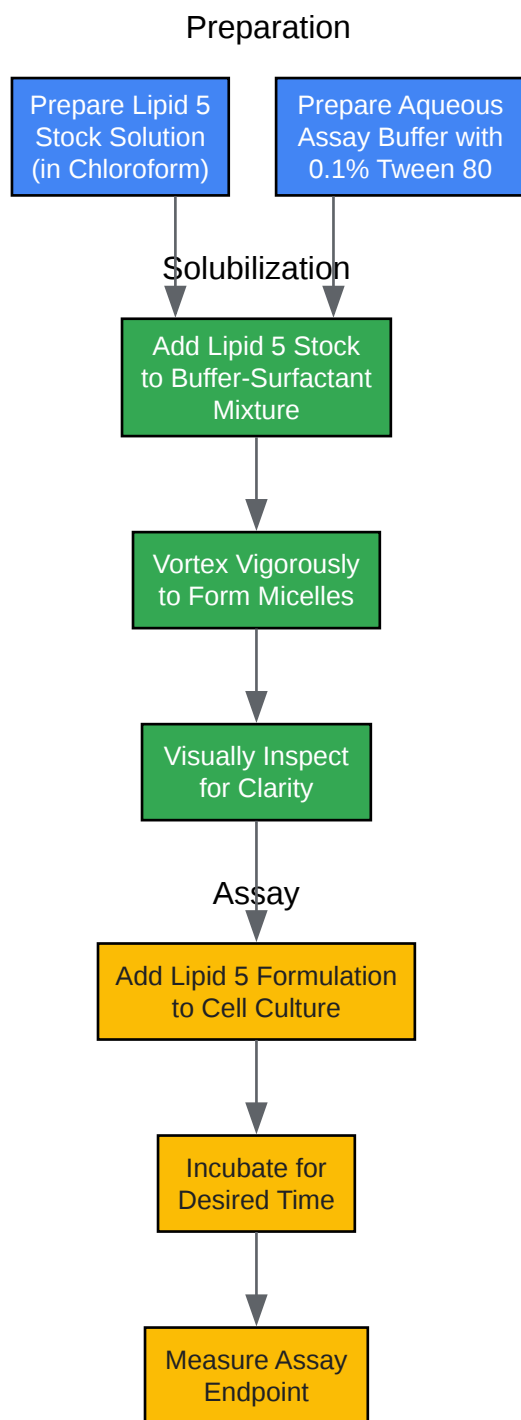 Preparation
Prepare Lipid 5
Stock Solution
(in Chloroform)
Prepare Aqueous
Assay Buffer with
0.1% Tween 80
Solubilization
Add Lipid 5 Stock
to Buffer-Surfactant
Mixture
Vortex Vigorously
to Form Micelles
Visually Inspect
for Clarity
Assay
Add Lipid 5 Formulation
to Cell Culture
Incubate for
Desired Time
Measure Assay
Endpoint